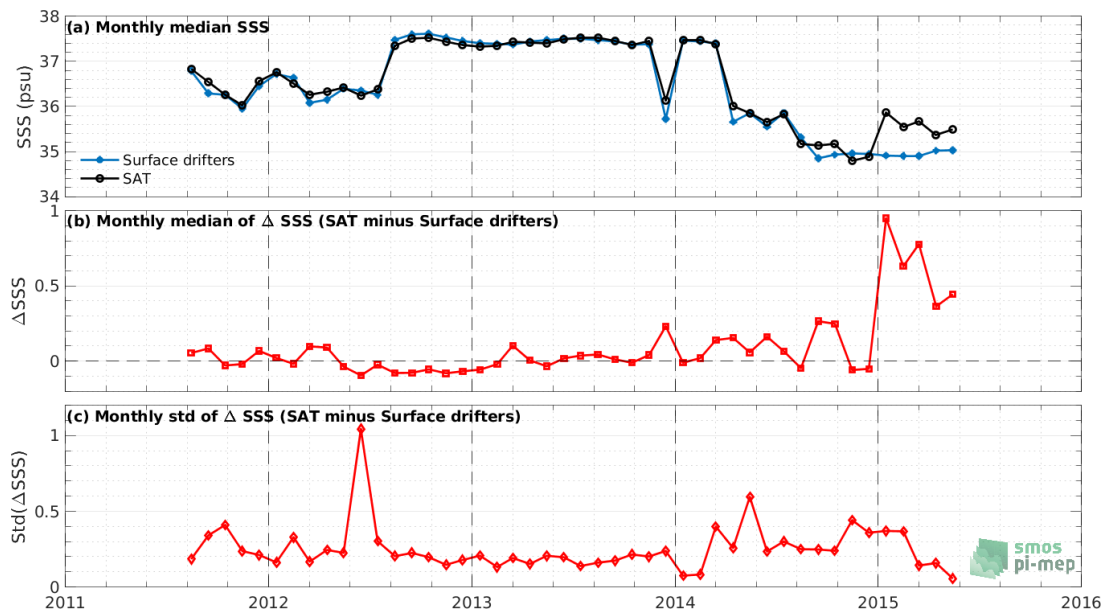 (a) Monthly median SSS
38
37
36
35
34
SSS (psu)
Surface drifters
SAT
(b) Monthly median of Δ SSS (SAT minus Surface drifters)
1
0.5
0
ΔSSS
(c) Monthly std of Δ SSS (SAT minus Surface drifters)
1
0.5
0
Std(ΔSSS)
smos
pi-mep
2011 2012 2013 2014 2015 2016